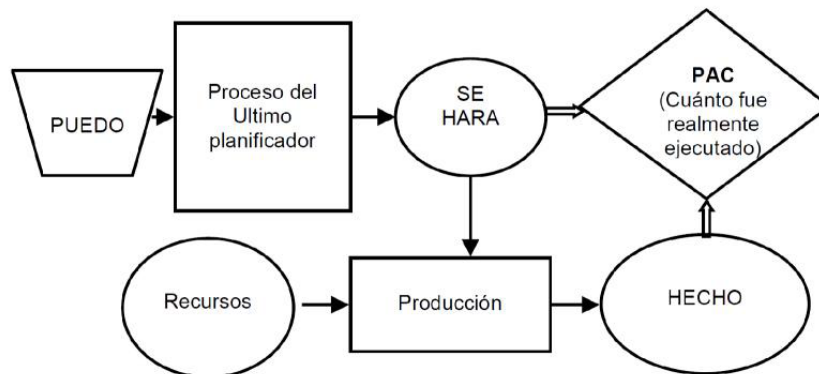 PUEDO
Proceso del
Ultimo
planificador
SE
HARA
PAC
(Cuánto fue
realmente
ejecutado)
Recursos
Producción
HECHO